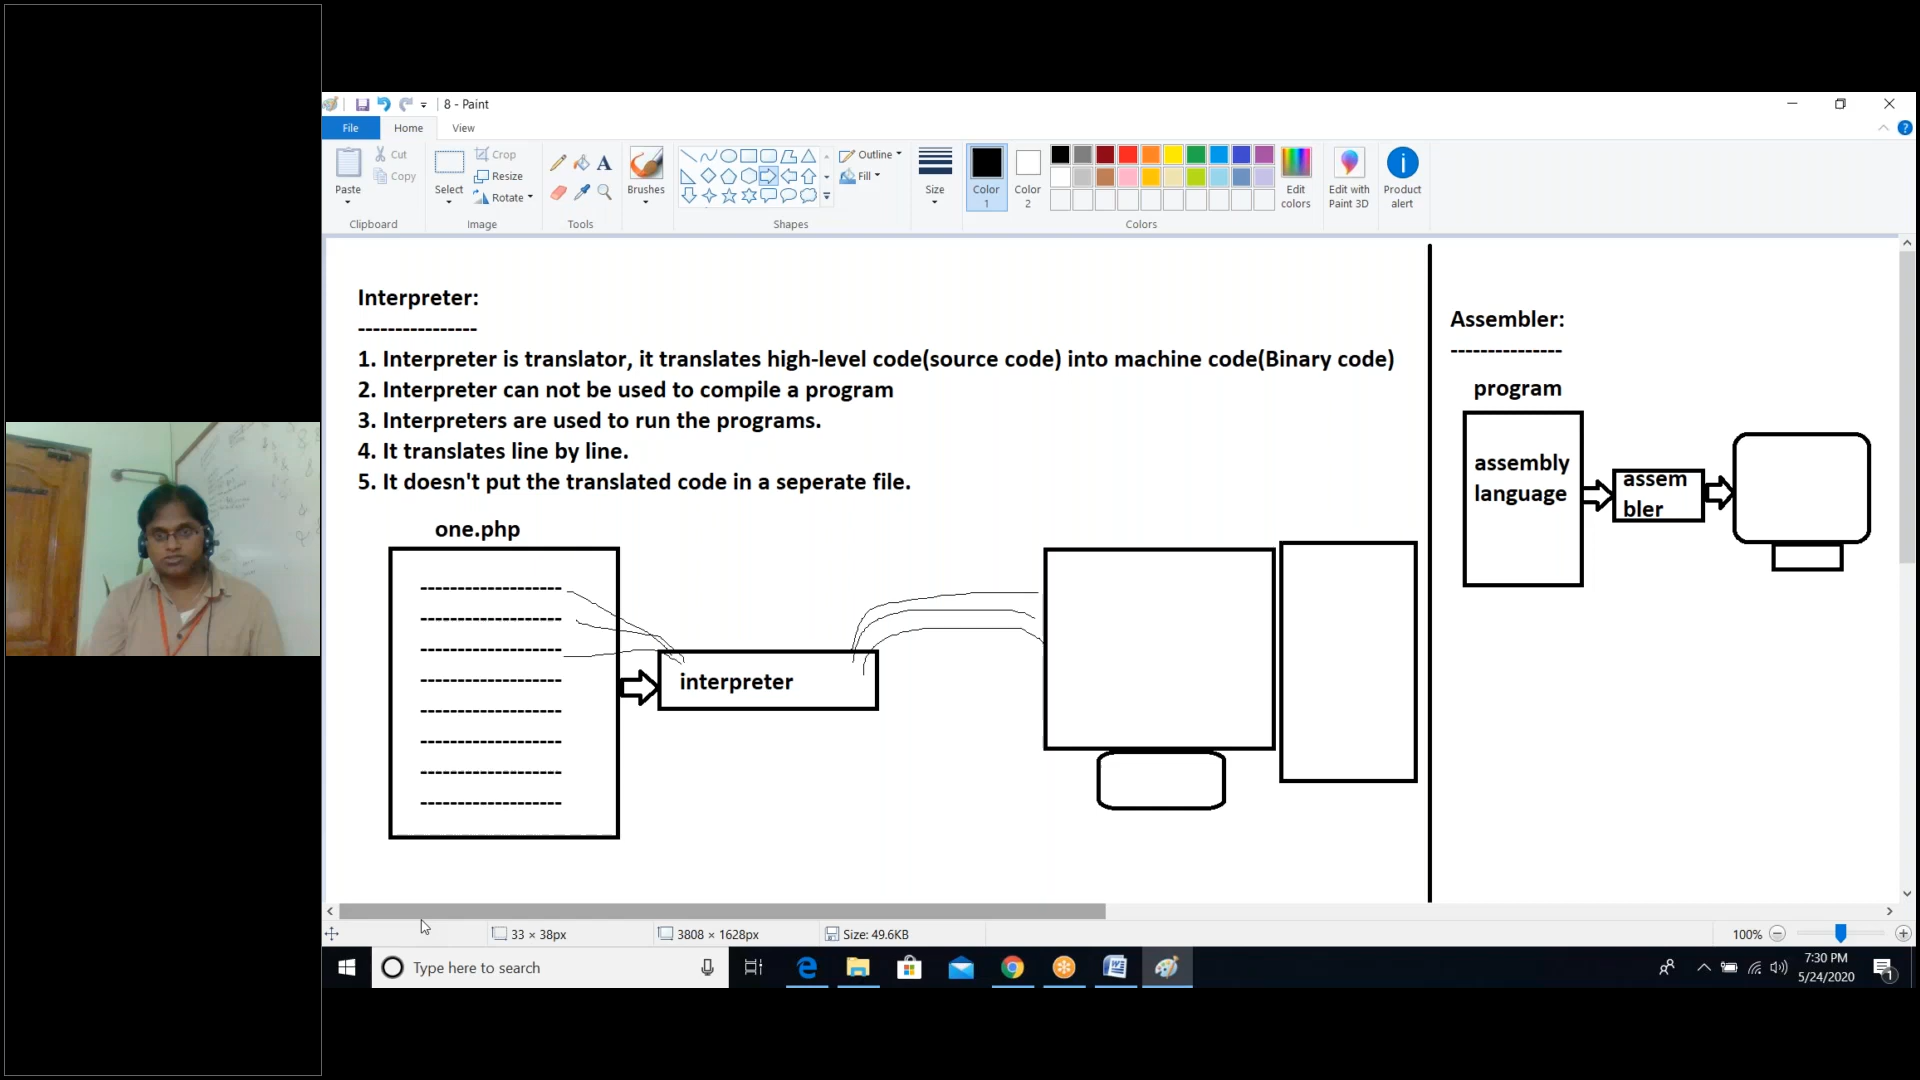 8 - Paint
File
Home
View
Paste
Cut
Copy
Clipboard
Select
Crop
Resize
Rotate
Image
A
Tools
Brushes
Shapes
Outline
Fill
Size
Color
1
Color
2
Colors
Edit
colors
Edit with
Paint 3D
Product
alert
Interpreter:
----------------
1. Interpreter is translator, it translates high-level code(source code) into machine code(Binary code)
2. Interpreter can not be used to compile a program
3. Interpreters are used to run the programs.
4. It translates line by line.
5. It doesn't put the translated code in a seperate file.
one.php
-------------------
-------------------
-------------------
-------------------
-------------------
-------------------
-------------------
-------------------
interpreter
Assembler:
---------------
program
assembly
language
assem
bler
33 × 38px
3808 × 1628px
Size: 49.6KB
100%
Type here to search
7:30 PM
5/24/2020
1